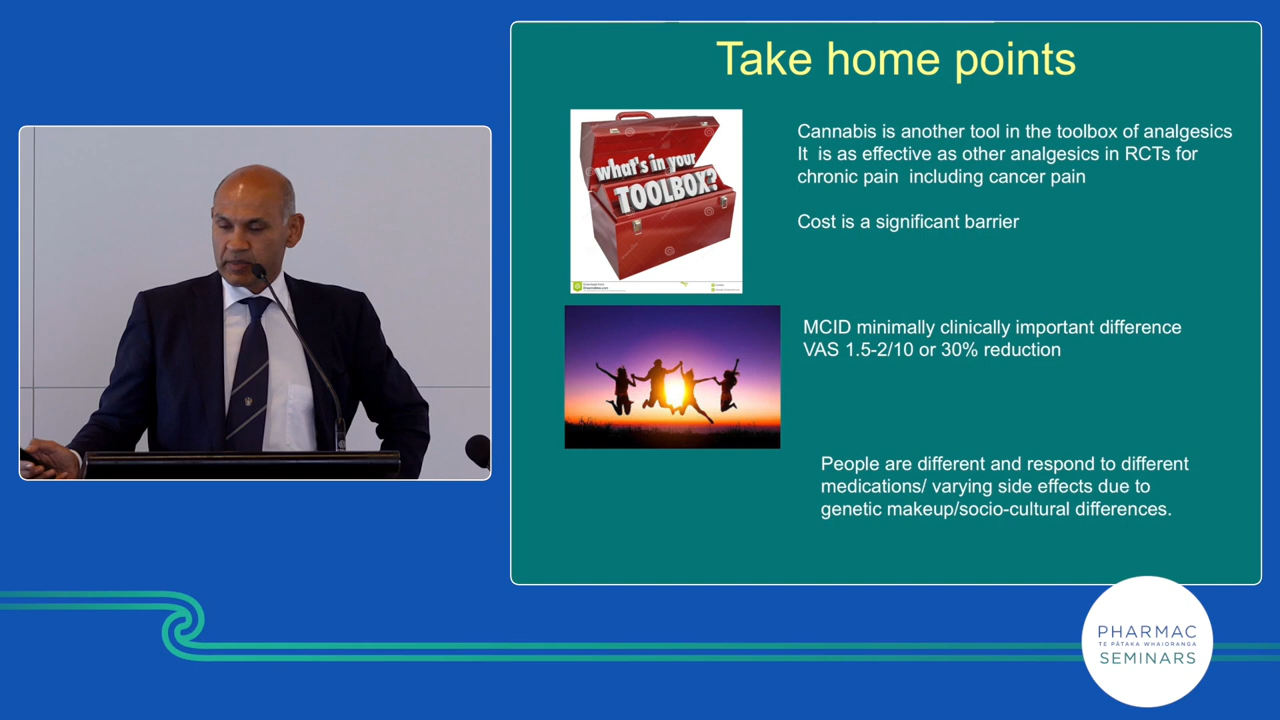 Take home points
what's in your
TOOLBOX?
Cannabis is another tool in the toolbox of analgesics
It is as effective as other analgesics in RCTs for
chronic pain including cancer pain
Cost is a significant barrier
MCID minimally clinically important difference
VAS 1.5-2/10 or 30% reduction
People are different and respond to different
medications/ varying side effects due to
genetic makeup/socio-cultural differences.
PHARMAC
TE PĀTAKA WHAIORANGA
SEMINARS